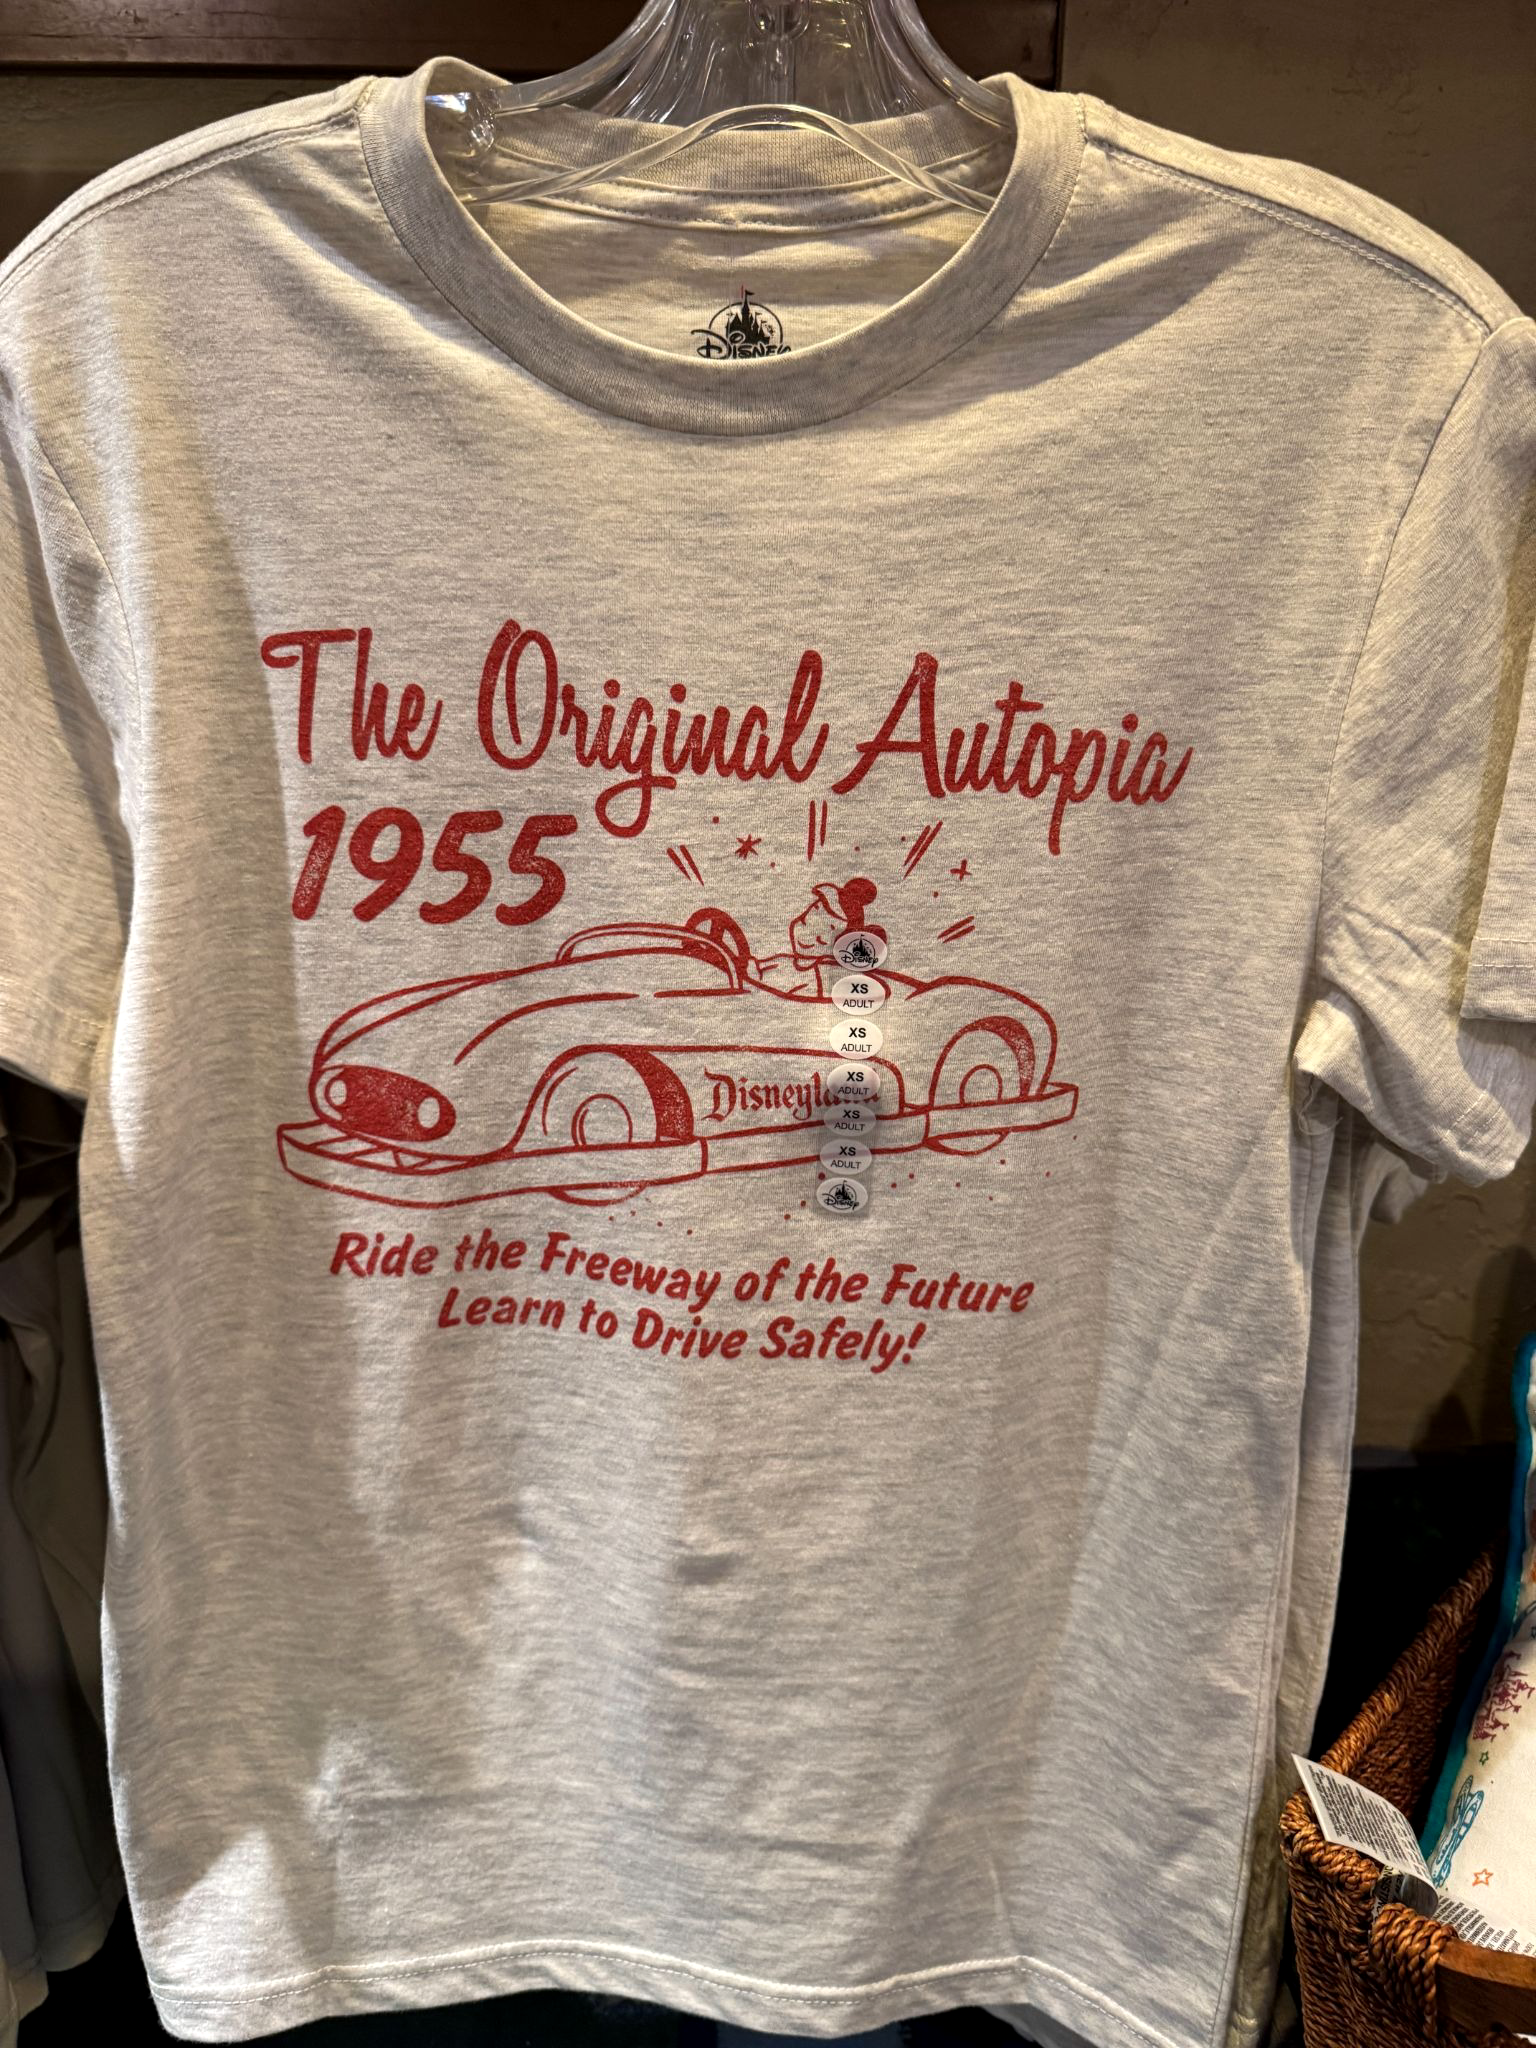 Disney
The Original Autopia
1955
Disney
XS
ADULT
XS
ADULT
XS
ADULT
Disneyland
XS
ADULT
XS
ADULT
Disney
Ride the Freeway of the Future
Learn to Drive Safely!